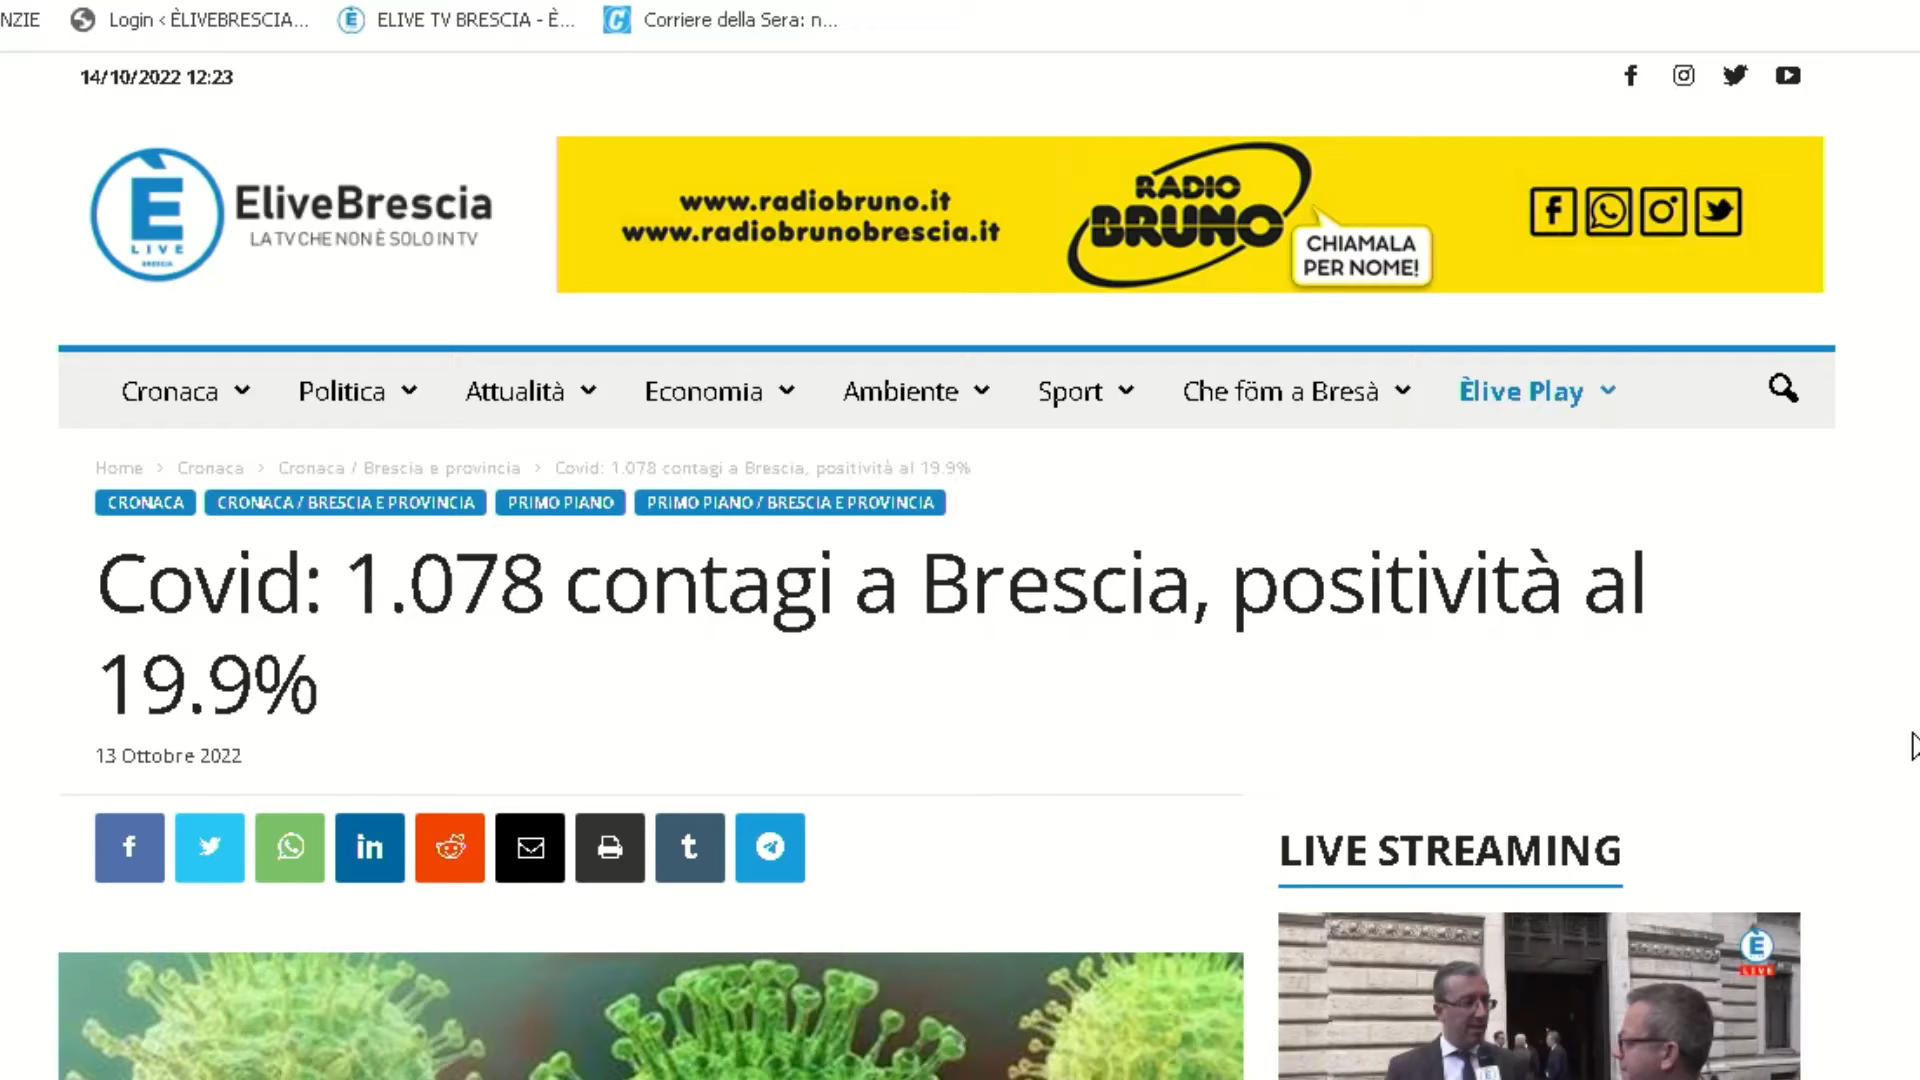 NZIE Login ‹ ÈLIVEBRESCIA... ELIVE TV BRESCIA - È... Corriere della Sera: n...
14/10/2022 12:23
È
LIVE
BRESCIA
EliveBrescia
LA TV CHE NON È SOLO IN TV
www.radiobruno.it
www.radiobrunobrescia.it
RADIO
BRUNO
CHIAMALA
PER NOME!
Cronaca Politica Attualità Economia Ambiente Sport Che föm a Bresà Èlive Play
Home › Cronaca › Cronaca / Brescia e provincia › Covid: 1.078 contagi a Brescia, positività al 19.9%
CRONACA CRONACA / BRESCIA E PROVINCIA PRIMO PIANO PRIMO PIANO / BRESCIA E PROVINCIA
Covid: 1.078 contagi a Brescia, positività al
19.9%
13 Ottobre 2022
LIVE STREAMING
È
LIVE